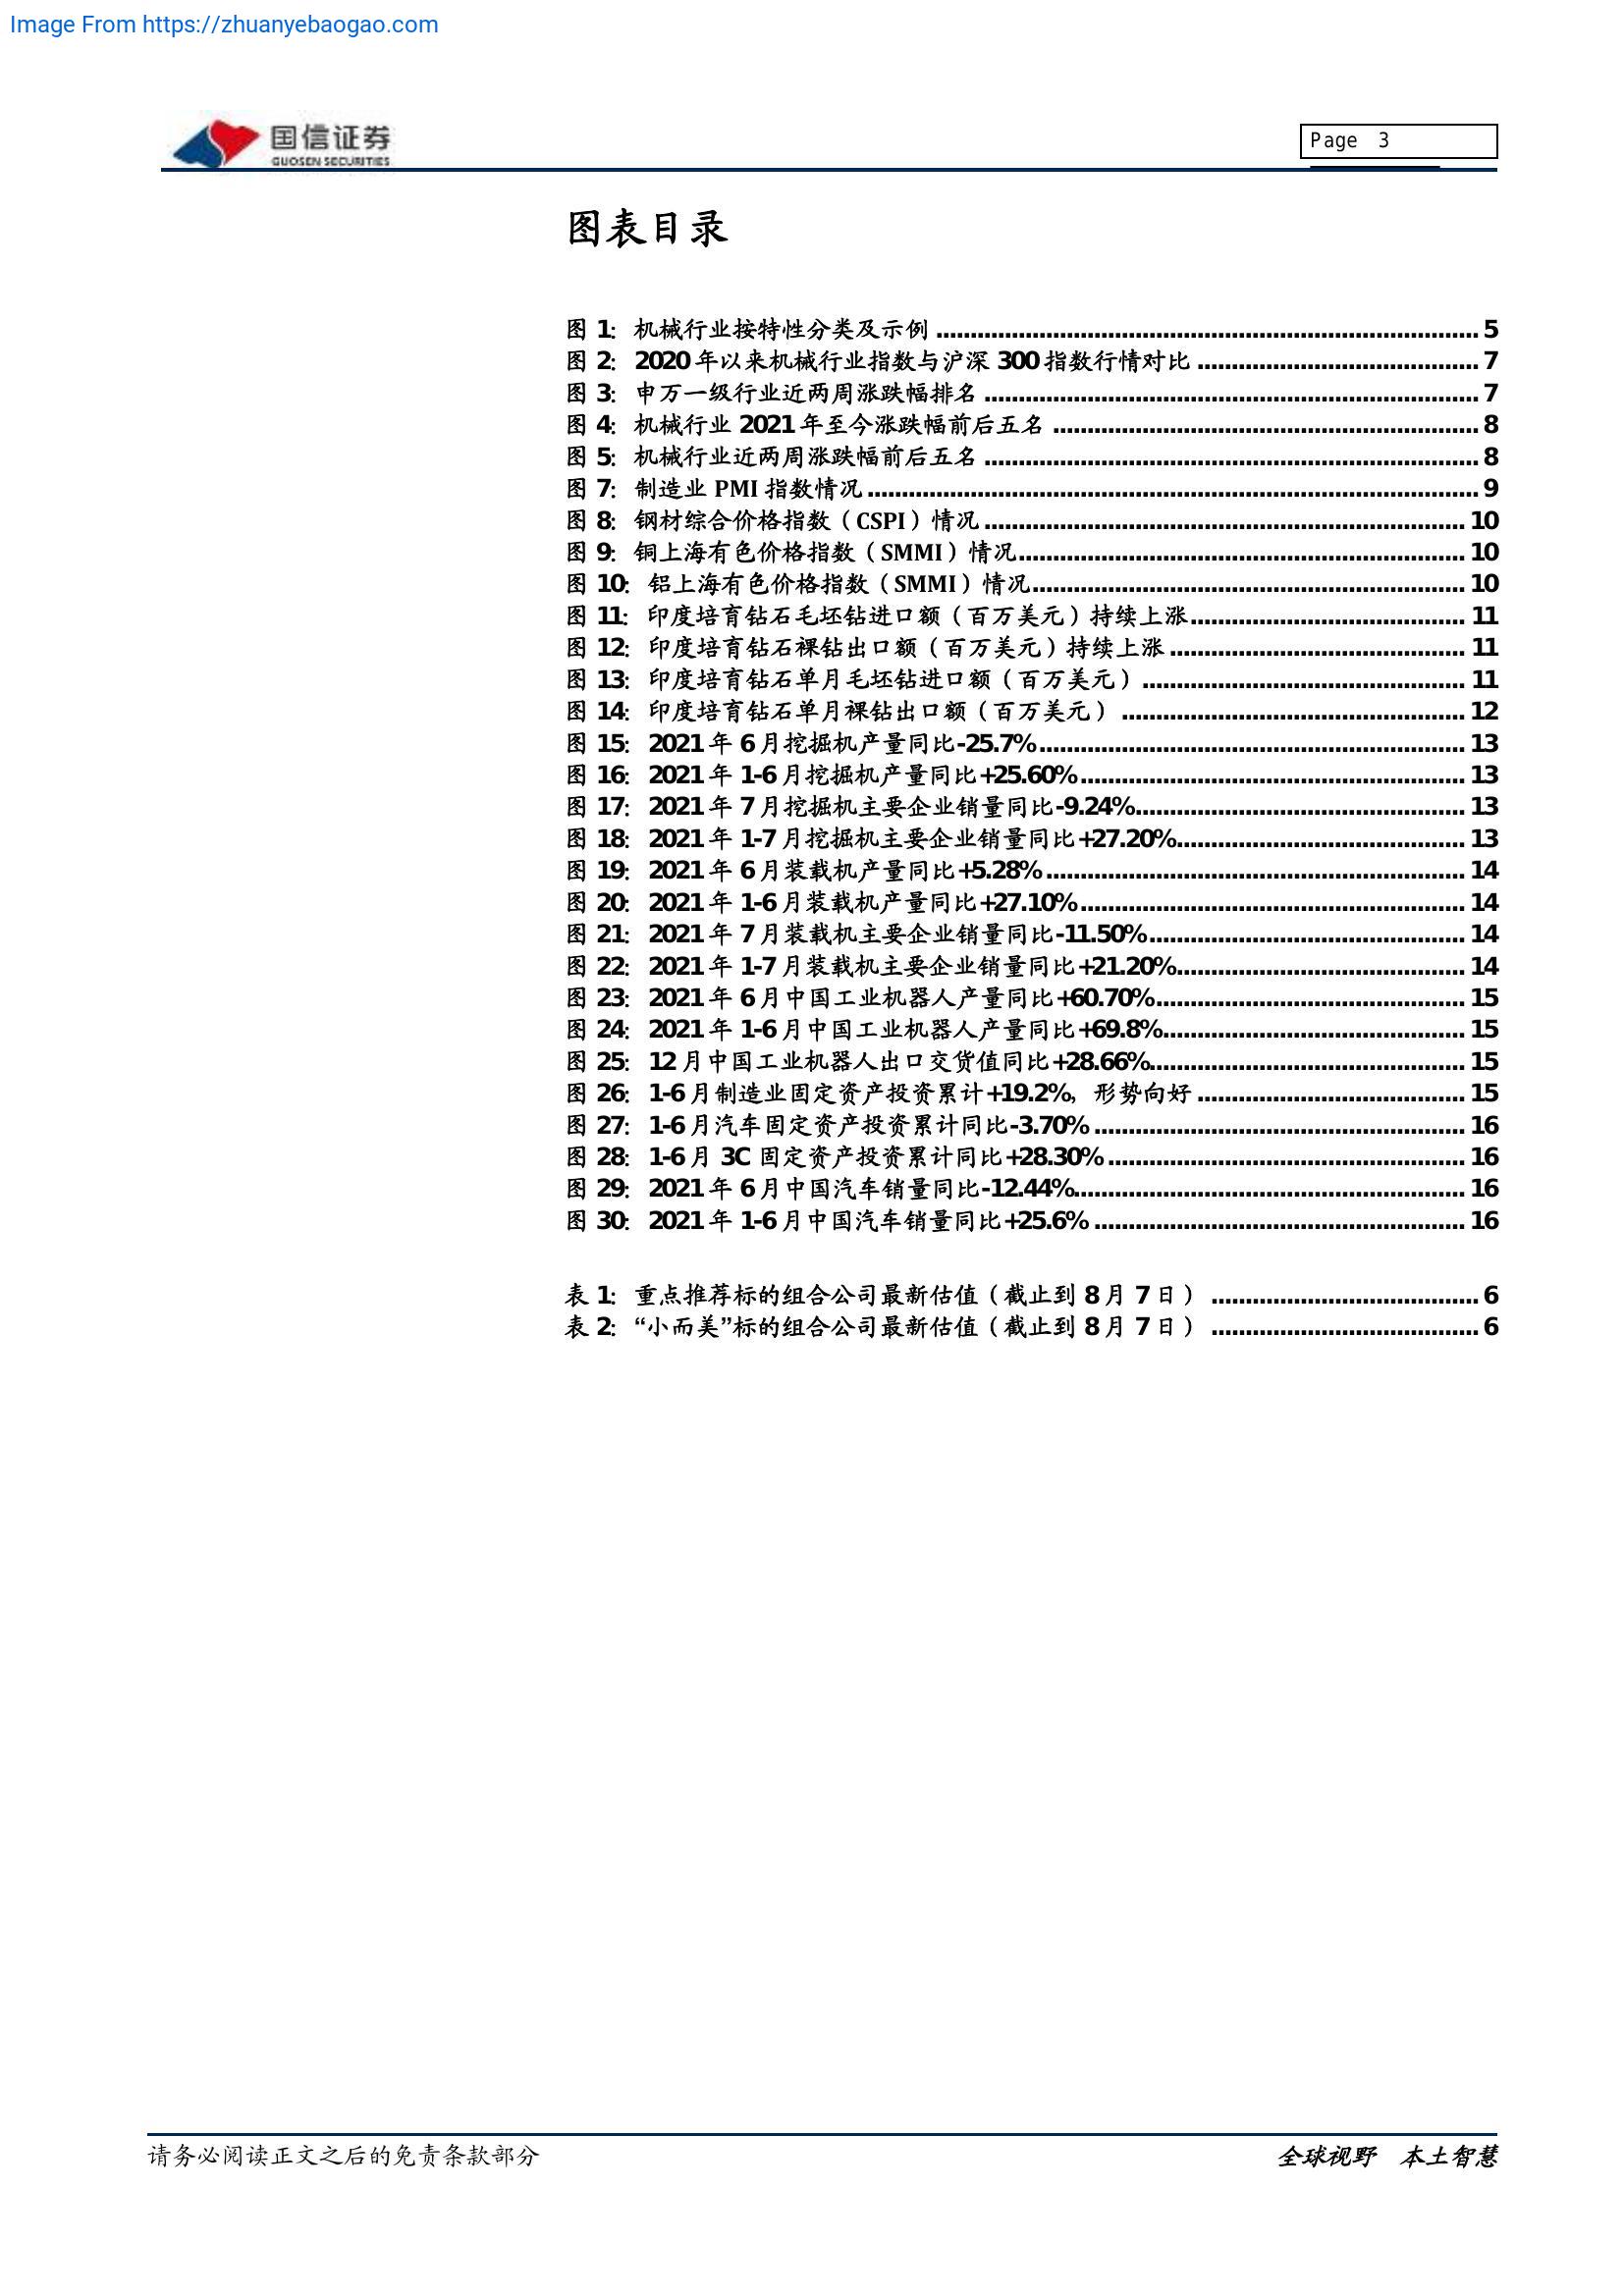 Image From https://zhuanyebaogao.com
国信证券
GUOSEN SECURITIES
Page 3
图表目录
图 1: 机械行业按特性分类及示例 ........ 5
图 2: 2020 年以来机械行业指数与沪深 300 指数行情对比 ........ 7
图 3: 申万一级行业近两周涨跌幅排名 ........ 7
图 4: 机械行业 2021 年至今涨跌幅前后五名 ........ 8
图 5: 机械行业近两周涨跌幅前后五名 ........ 8
图 7: 制造业 PMI 指数情况 ........ 9
图 8: 钢材综合价格指数（CSPI）情况 ........ 10
图 9: 铜上海有色价格指数（SMMI）情况 ........ 10
图 10: 铝上海有色价格指数（SMMI）情况 ........ 10
图 11: 印度培育钻石毛坯钻进口额（百万美元）持续上涨 ........ 11
图 12: 印度培育钻石裸钻出口额（百万美元）持续上涨 ........ 11
图 13: 印度培育钻石单月毛坯钻进口额（百万美元） ........ 11
图 14: 印度培育钻石单月裸钻出口额（百万美元） ........ 12
图 15: 2021 年 6 月挖掘机产量同比-25.7% ........ 13
图 16: 2021 年 1-6 月挖掘机产量同比+25.60% ........ 13
图 17: 2021 年 7 月挖掘机主要企业销量同比-9.24% ........ 13
图 18: 2021 年 1-7 月挖掘机主要企业销量同比+27.20% ........ 13
图 19: 2021 年 6 月装载机产量同比+5.28% ........ 14
图 20: 2021 年 1-6 月装载机产量同比+27.10% ........ 14
图 21: 2021 年 7 月装载机主要企业销量同比-11.50% ........ 14
图 22: 2021 年 1-7 月装载机主要企业销量同比+21.20% ........ 14
图 23: 2021 年 6 月中国工业机器人产量同比+60.70% ........ 15
图 24: 2021 年 1-6 月中国工业机器人产量同比+69.8% ........ 15
图 25: 12 月中国工业机器人出口交货值同比+28.66% ........ 15
图 26: 1-6 月制造业固定资产投资累计+19.2%, 形势向好 ........ 15
图 27: 1-6 月汽车固定资产投资累计同比-3.70% ........ 16
图 28: 1-6 月 3C 固定资产投资累计同比+28.30% ........ 16
图 29: 2021 年 6 月中国汽车销量同比-12.44% ........ 16
图 30: 2021 年 1-6 月中国汽车销量同比+25.6% ........ 16
表 1: 重点推荐标的组合公司最新估值（截止到 8 月 7 日） ........ 6
表 2: “小而美”标的组合公司最新估值（截止到 8 月 7 日） ........ 6
请务必阅读正文之后的免责条款部分
全球视野 本土智慧